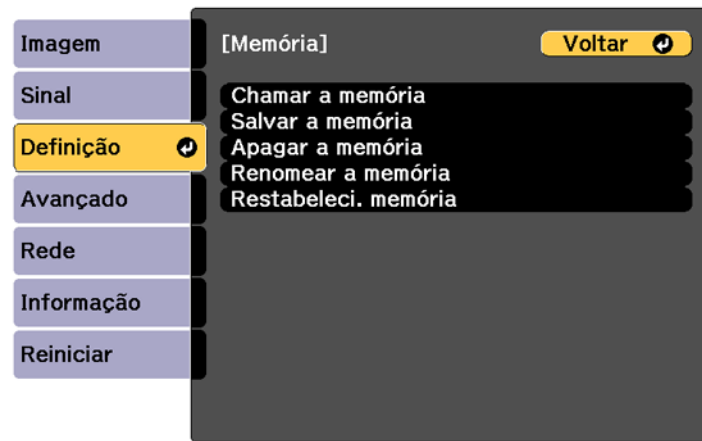 Imagem
Sinal
Definição
Avançado
Rede
Informação
Reiniciar
[Memória]
Voltar
Chamar a memória
Salvar a memória
Apagar a memória
Renomear a memória
Restabeleci. memória